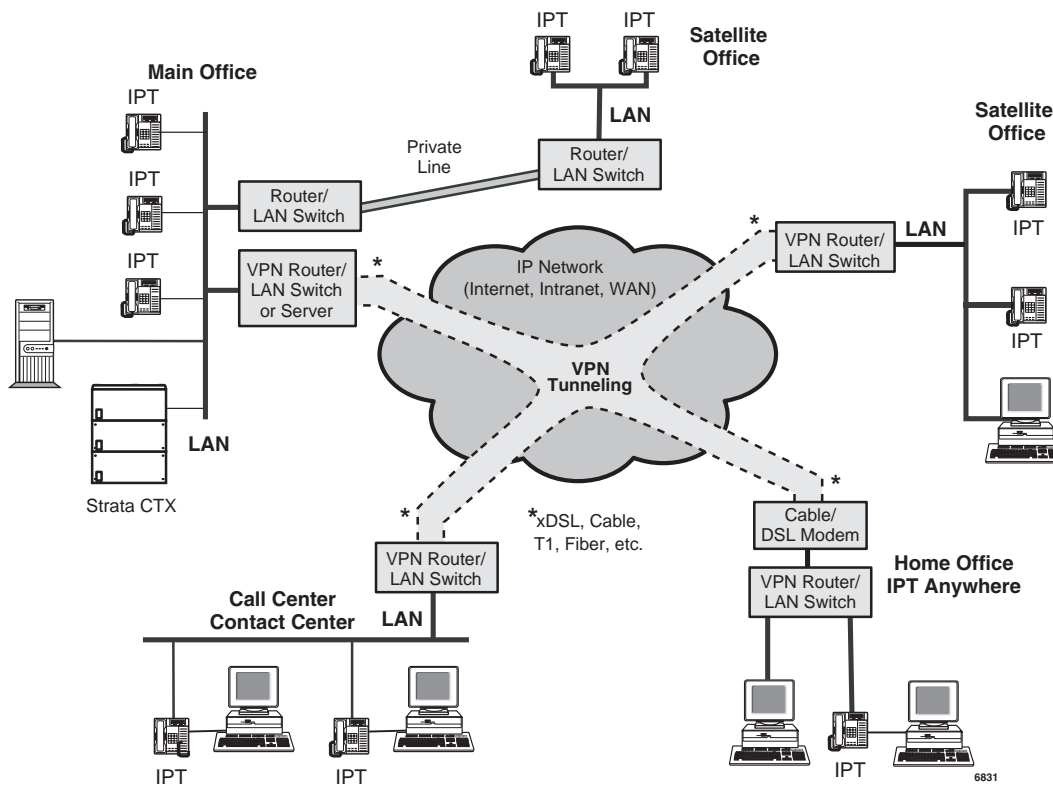 IPT
IPT
Satellite
Office
Main Office
IPT
LAN
Satellite
Office
Private
Line
Router/
LAN Switch
IPT
Router/
LAN Switch
*
VPN Router/
LAN Switch
LAN
IPT
IPT
VPN Router/
LAN Switch
or Server
*
IP Network
(Internet, Intranet, WAN)
IPT
VPN
Tunneling
LAN
Strata CTX
*
*xDSL, Cable,
T1, Fiber, etc.
*
Cable/
DSL Modem
VPN Router/
LAN Switch
VPN Router/
LAN Switch
Home Office
IPT Anywhere
Call Center
Contact Center
LAN
IPT
IPT
IPT
6831